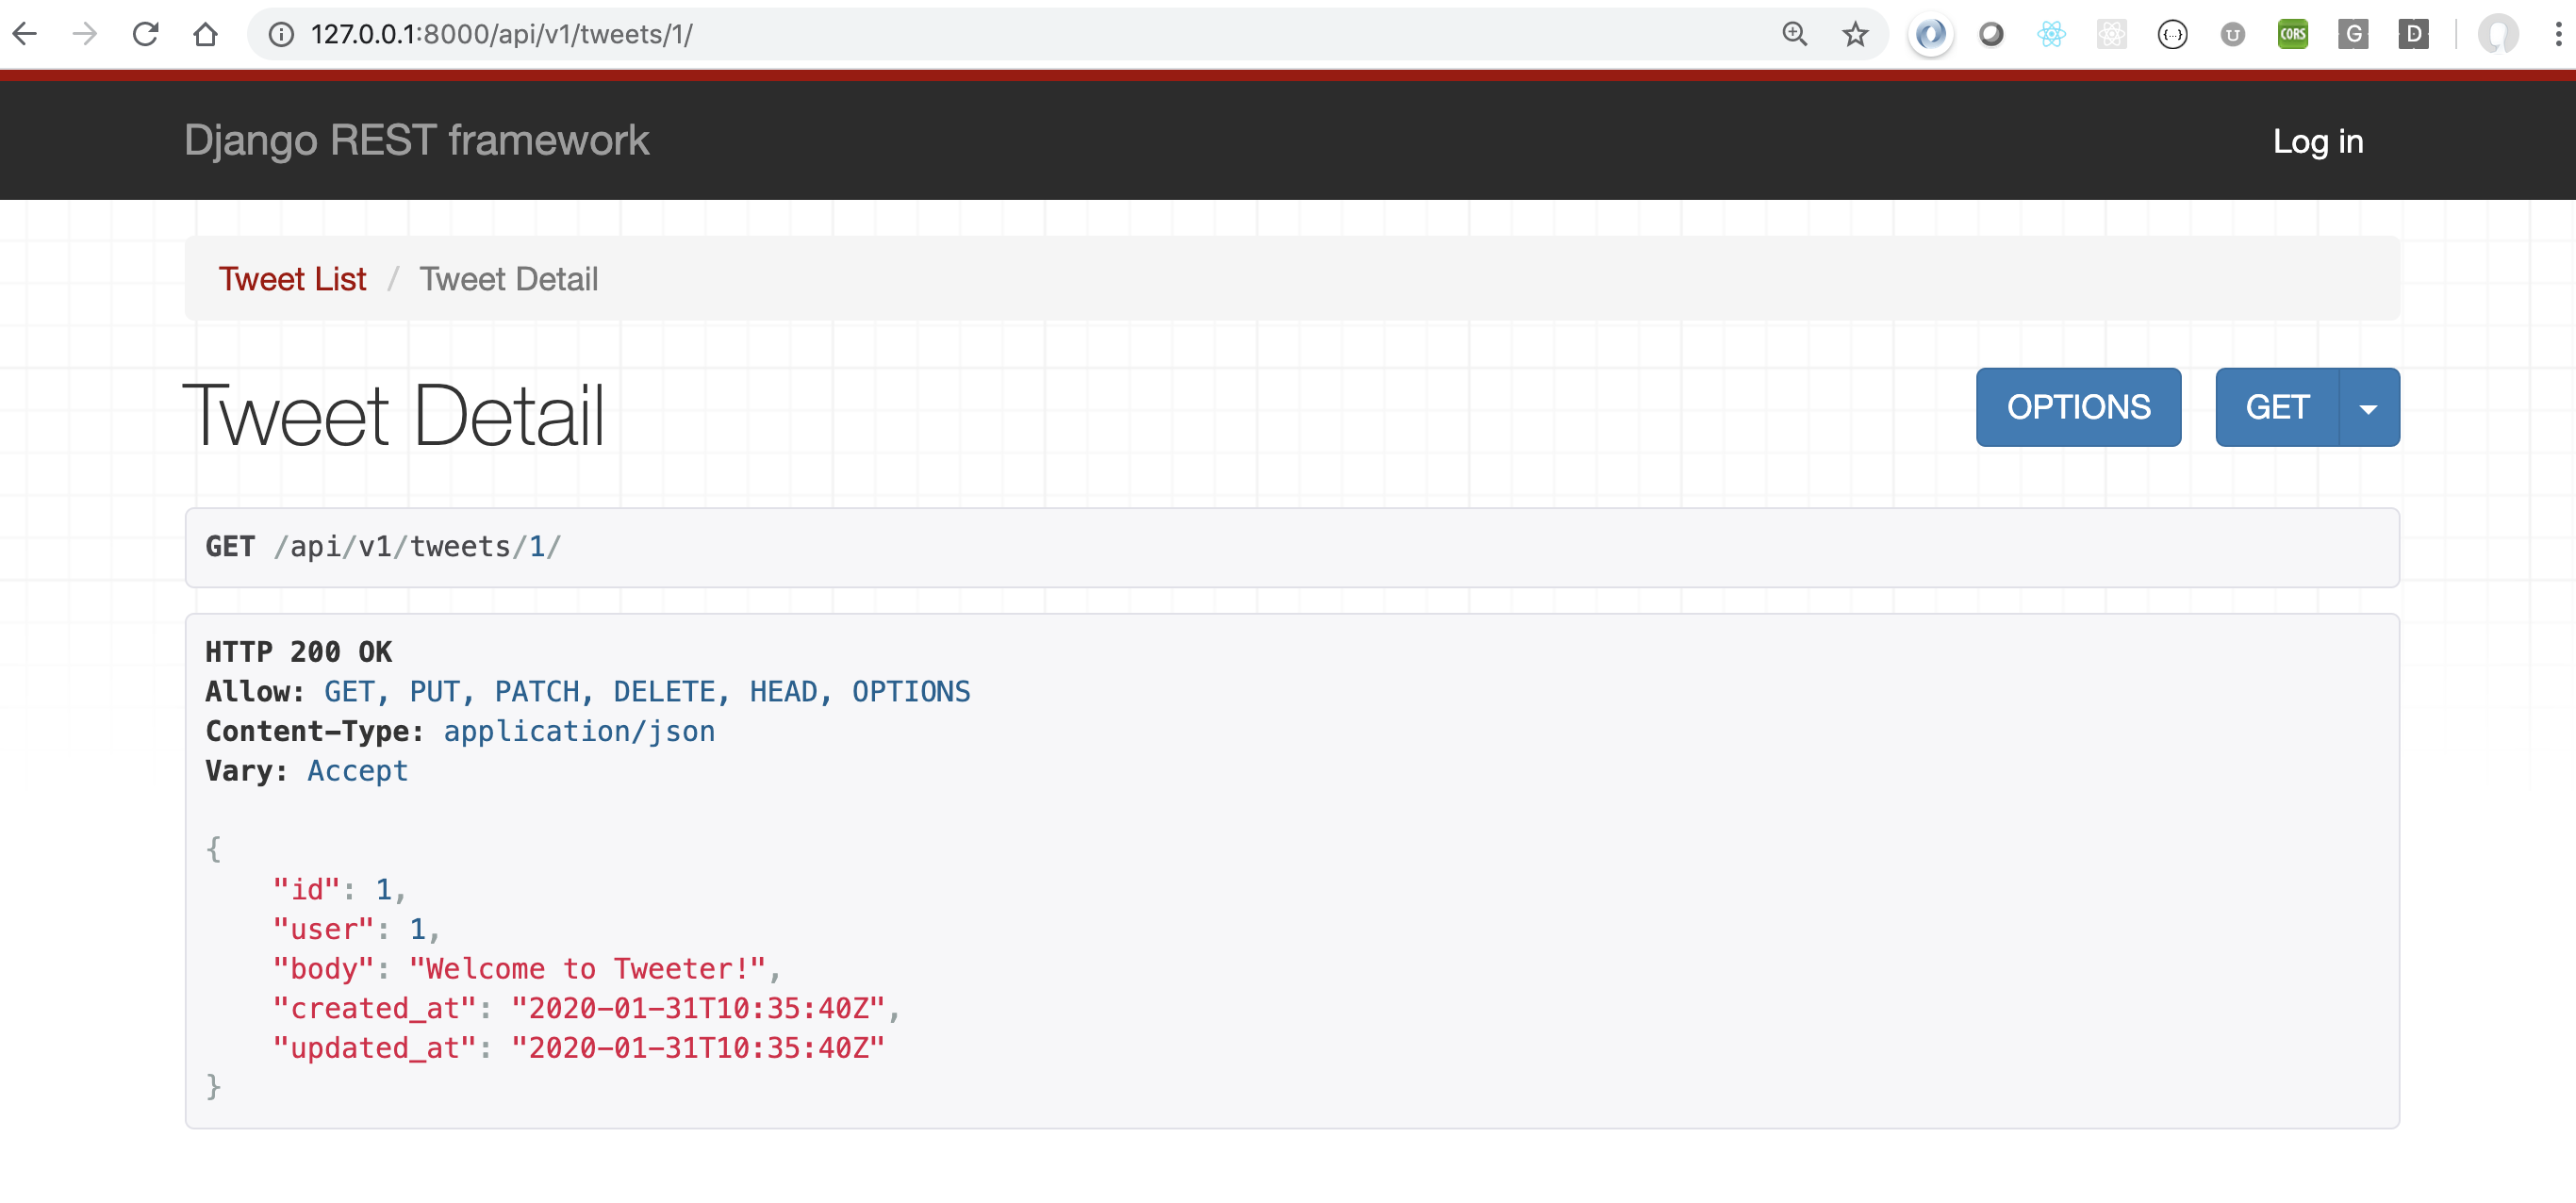 127.0.0.1:8000/api/v1/tweets/1/
{...} U CORS G D
Django REST framework
Log in
Tweet List / Tweet Detail
Tweet Detail
OPTIONS
GET
GET /api/v1/tweets/1/
HTTP 200 OK
Allow: GET, PUT, PATCH, DELETE, HEAD, OPTIONS
Content-Type: application/json
Vary: Accept
{
"id": 1,
"user": 1,
"body": "Welcome to Tweeter!",
"created_at": "2020-01-31T10:35:40Z",
"updated_at": "2020-01-31T10:35:40Z"
}